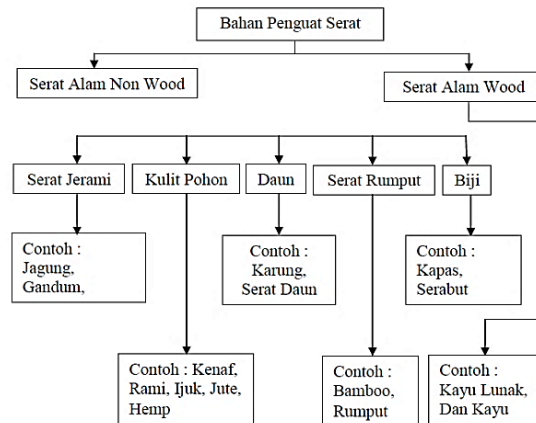 Bahan Penguat Serat
Serat Alam Non Wood
Serat Alam Wood
Serat Jerami
Kulit Pohon
Daun
Serat Rumput
Biji
Contoh :
Jagung,
Gandum,
Contoh :
Karung,
Serat Daun
Contoh :
Kapas,
Serabut
Contoh : Kenaf,
Rami, Ijuk, Jute,
Hemp
Contoh :
Bamboo,
Rumput
Contoh :
Kayu Lunak,
Dan Kayu